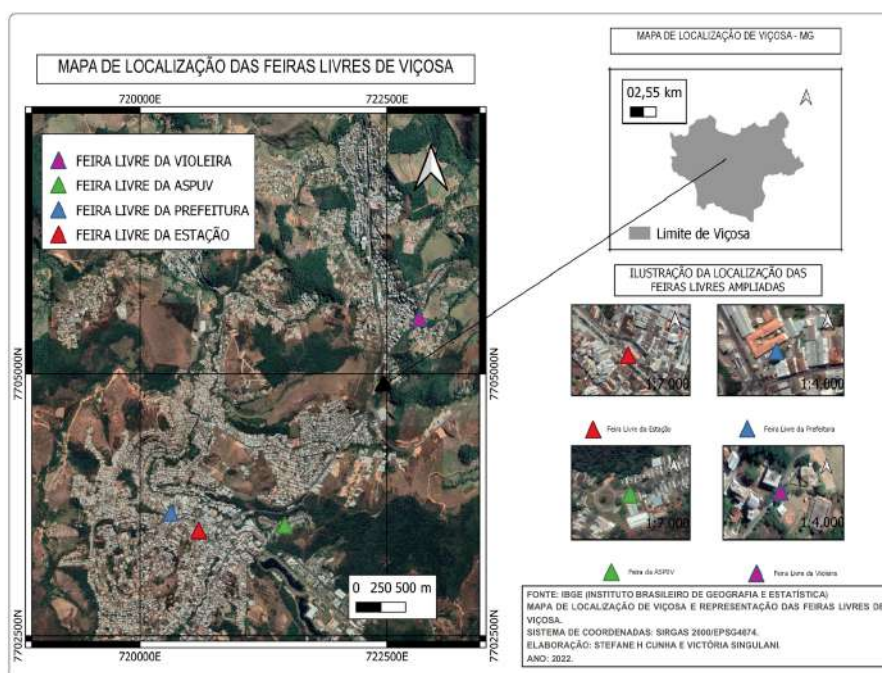 MAPA DE LOCALIZAÇÃO DAS FEIRAS LIVRES DE VIÇOSA
720000E
722500E
FEIRA LIVRE DA VIOLEIRA
FEIRA LIVRE DA ASPUV
FEIRA LIVRE DA PREFEITURA
FEIRA LIVRE DA ESTAÇÃO
7705000N
7705000N
0 250 500 m
7702500N
7702500N
720000E
722500E
MAPA DE LOCALIZAÇÃO DE VIÇOSA - MG
02,55 km
Limite de Viçosa
ILUSTRAÇÃO DA LOCALIZAÇÃO DAS
FEIRAS LIVRES AMPLIADAS
1:7.000
1:4.000
Feira Livre da Estação
Feira Livre da Prefeitura
1:7.000
1:4.000
Feira da ASPUV
Feira Livre da Violeira
FONTE: IBGE (INSTITUTO BRASILEIRO DE GEOGRAFIA E ESTATÍSTICA)
MAPA DE LOCALIZAÇÃO DE VIÇOSA E REPRESENTAÇÃO DAS FEIRAS LIVRES DE
VIÇOSA.
SISTEMA DE COORDENADAS: SIRGAS 2000/EPSG4674.
ELABORAÇÃO: STEFANE H CUNHA E VICTÓRIA SINGULANI
ANO: 2022.